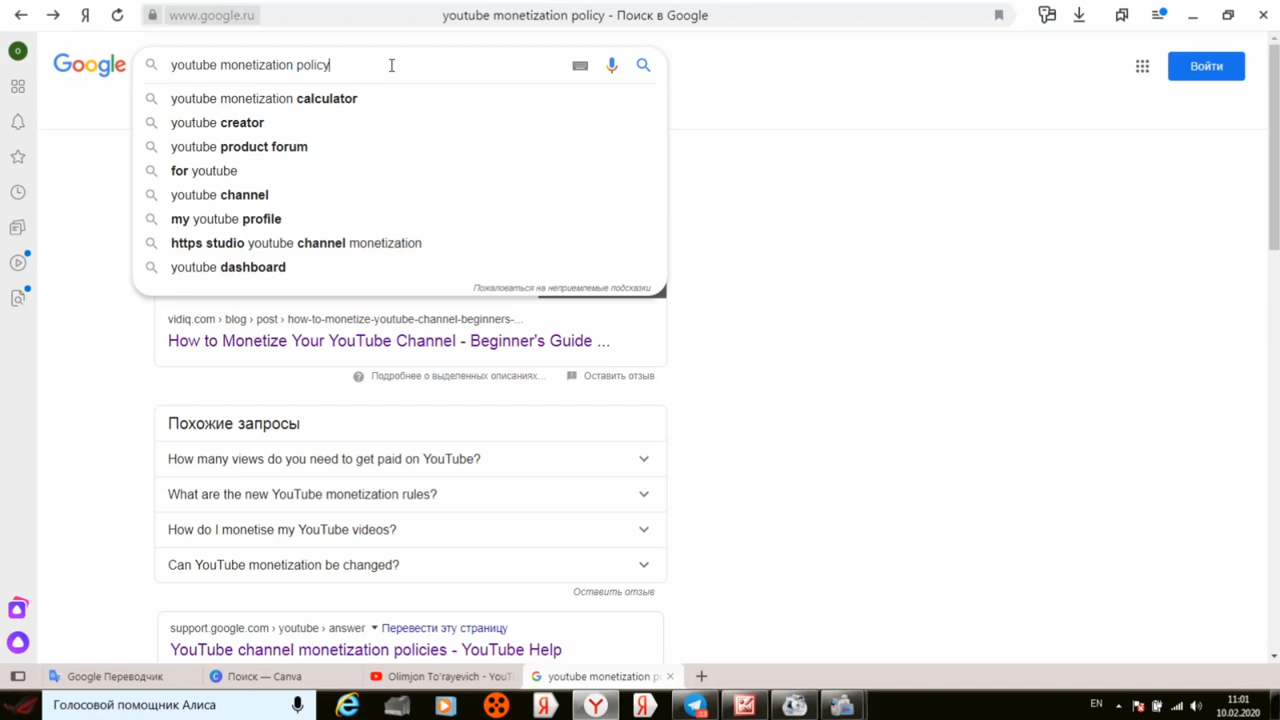 www.google.ru
youtube monetization policy - Поиск в Google
Google
youtube monetization policy
Войти
youtube monetization calculator
youtube creator
youtube product forum
for youtube
youtube channel
my youtube profile
https studio youtube channel monetization
youtube dashboard
Пожаловаться на неприемлемые подсказки
vidiq.com › blog › post › how-to-monetize-youtube-channel-beginners-...
How to Monetize Your YouTube Channel - Beginner's Guide ...
Подробнее о выделенных описаниях...
Оставить отзыв
Похожие запросы
How many views do you need to get paid on YouTube?
What are the new YouTube monetization rules?
How do I monetise my YouTube videos?
Can YouTube monetization be changed?
Оставить отзыв
support.google.com › youtube › answer
Перевести эту страницу
YouTube channel monetization policies - YouTube Help
Google Переводчик
Поиск — Canva
Olimjon To'rayevich - YouT
youtube monetization p
Голосовой помощник Алиса
EN
11:01
10.02.2020